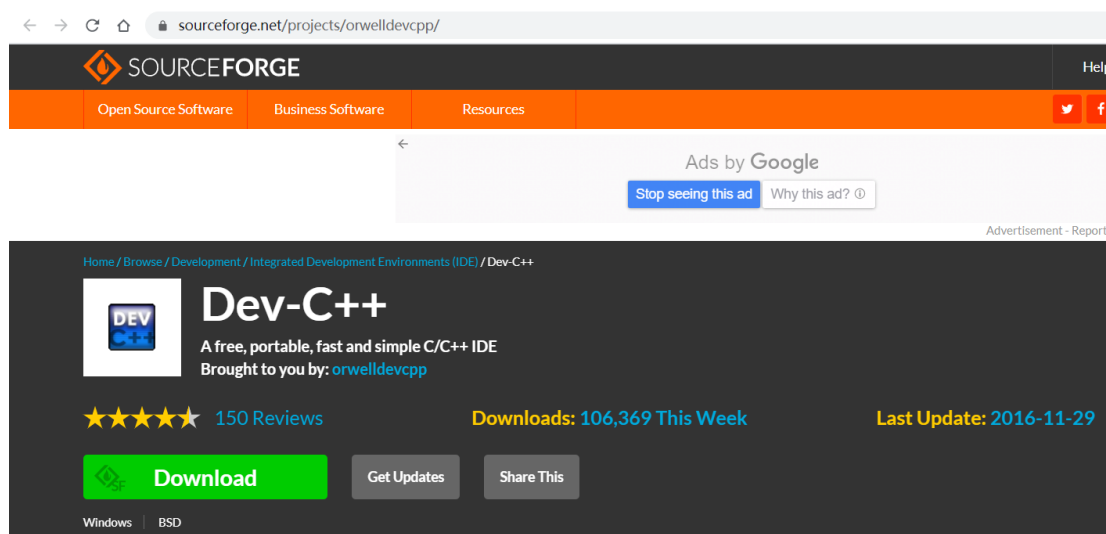 sourceforge.net/projects/orwelldevcpp/
SOURCEFORGE
Help
Open Source Software Business Software Resources
Ads by Google
Stop seeing this ad Why this ad?
Advertisement - Report
Home / Browse / Development / Integrated Development Environments (IDE) / Dev-C++
DEV
C++
Dev-C++
A free, portable, fast and simple C/C++ IDE
Brought to you by: orwelldevcpp
150 Reviews Downloads: 106,369 This Week Last Update: 2016-11-29
SF Download Get Updates Share This
Windows BSD